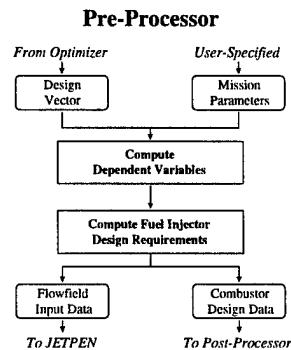 Pre-Processor
From Optimizer
User-Specified
Design
Vector
Mission
Parameters
Compute
Dependent Variables
Compute Fuel Injector
Design Requirements
Flowfield
Input Data
Combustor
Design Data
To JETPEN
To Post-Processor